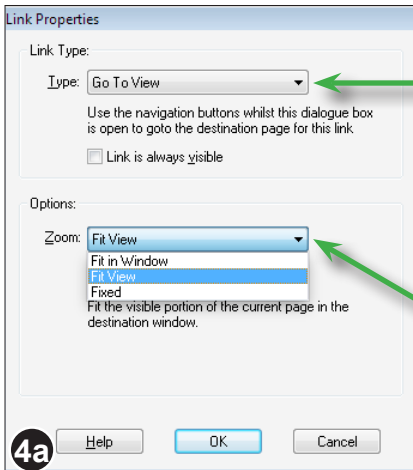 Link Properties
Link Type:
Type: Go To View
Use the navigation buttons whilst this dialogue box
is open to goto the destination page for this link
Link is always visible
Options:
Zoom: Fit View
Fit in Window
Fit View
Fixed
Fit the visible portion of the current page in the
destination window.
4a Help OK Cancel